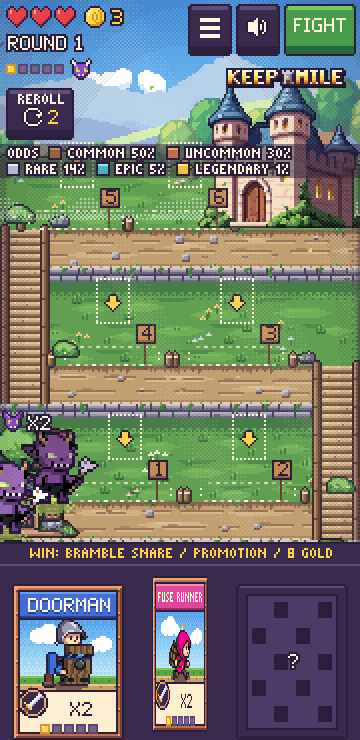 3
FIGHT
ROUND 1
KEEP MILE
REROLL
2
ODDS COMMON 50% UNCOMMON 30%
RARE 14% EPIC 5% LEGENDARY 1%
5 6
4 3
X2
1 2
WIN: BRAMBLE SNARE / PROMOTION / 8 GOLD
DOORMAN
FUSE RUNNER
?
X2
X2